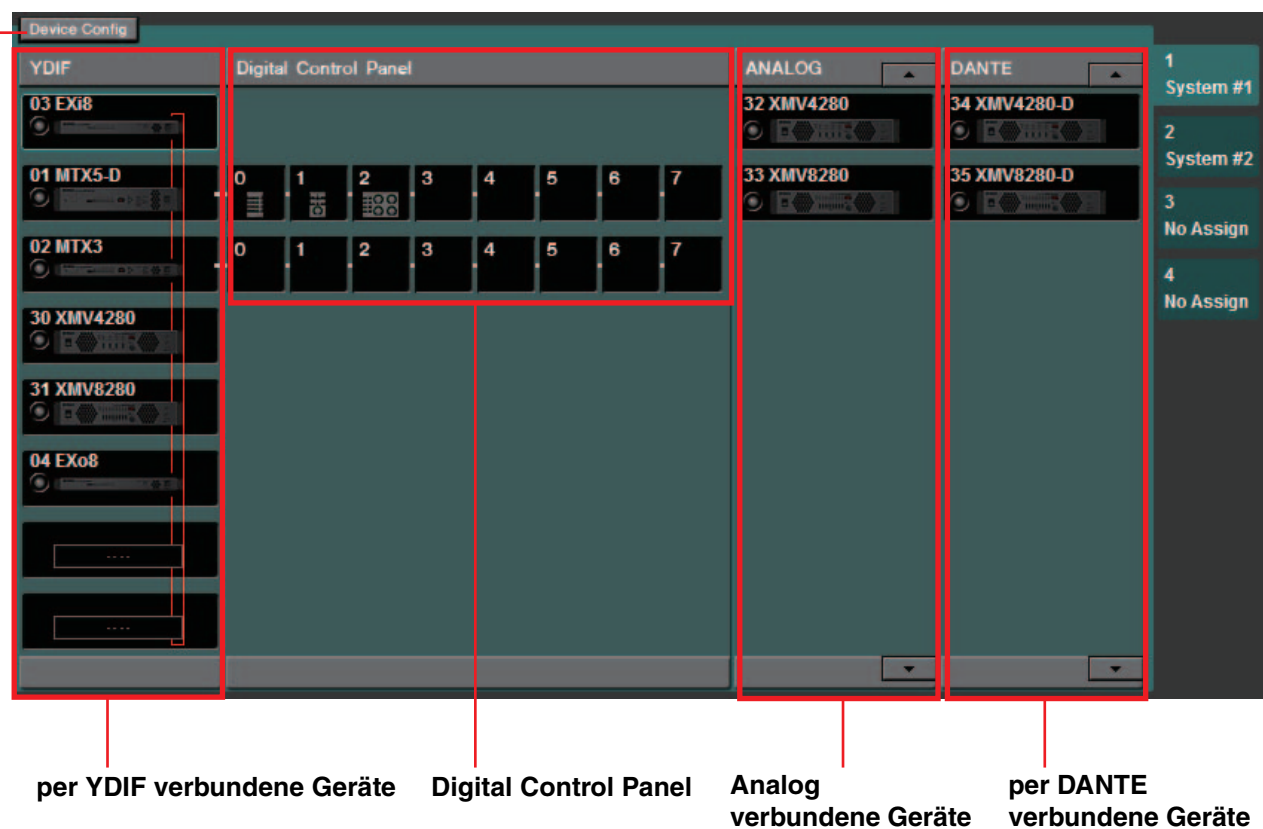 Device Config
YDIF
Digital Control Panel
ANALOG
DANTE
1
System #1
2
System #2
3
No Assign
4
No Assign
03 EXi8
01 MTX5-D
02 MTX3
30 XMV4280
31 XMV8280
04 EXo8
----
----
0 1 2 3 4 5 6 7
0 1 2 3 4 5 6 7
32 XMV4280
33 XMV8280
34 XMV4280-D
35 XMV8280-D
per YDIF verbundene Geräte
Digital Control Panel
Analog
verbundene Geräte
per DANTE
verbundene Geräte